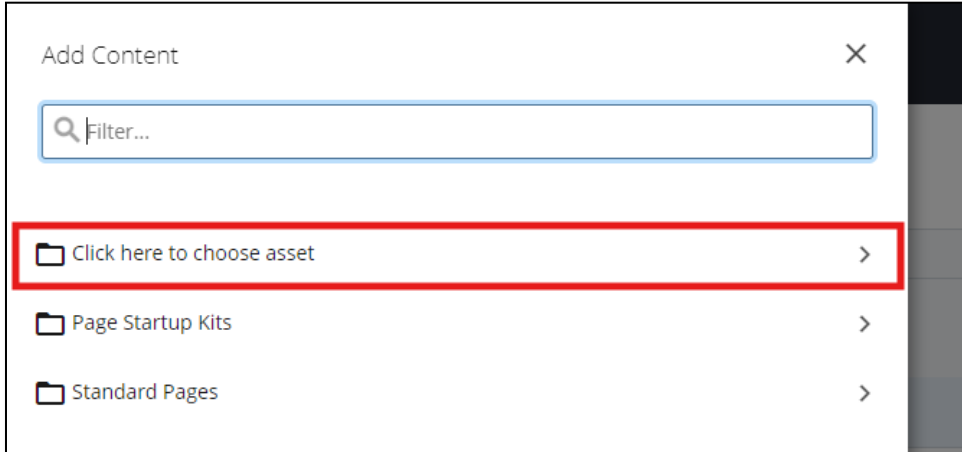 Add Content
Filter...
Click here to choose asset
Page Startup Kits
Standard Pages